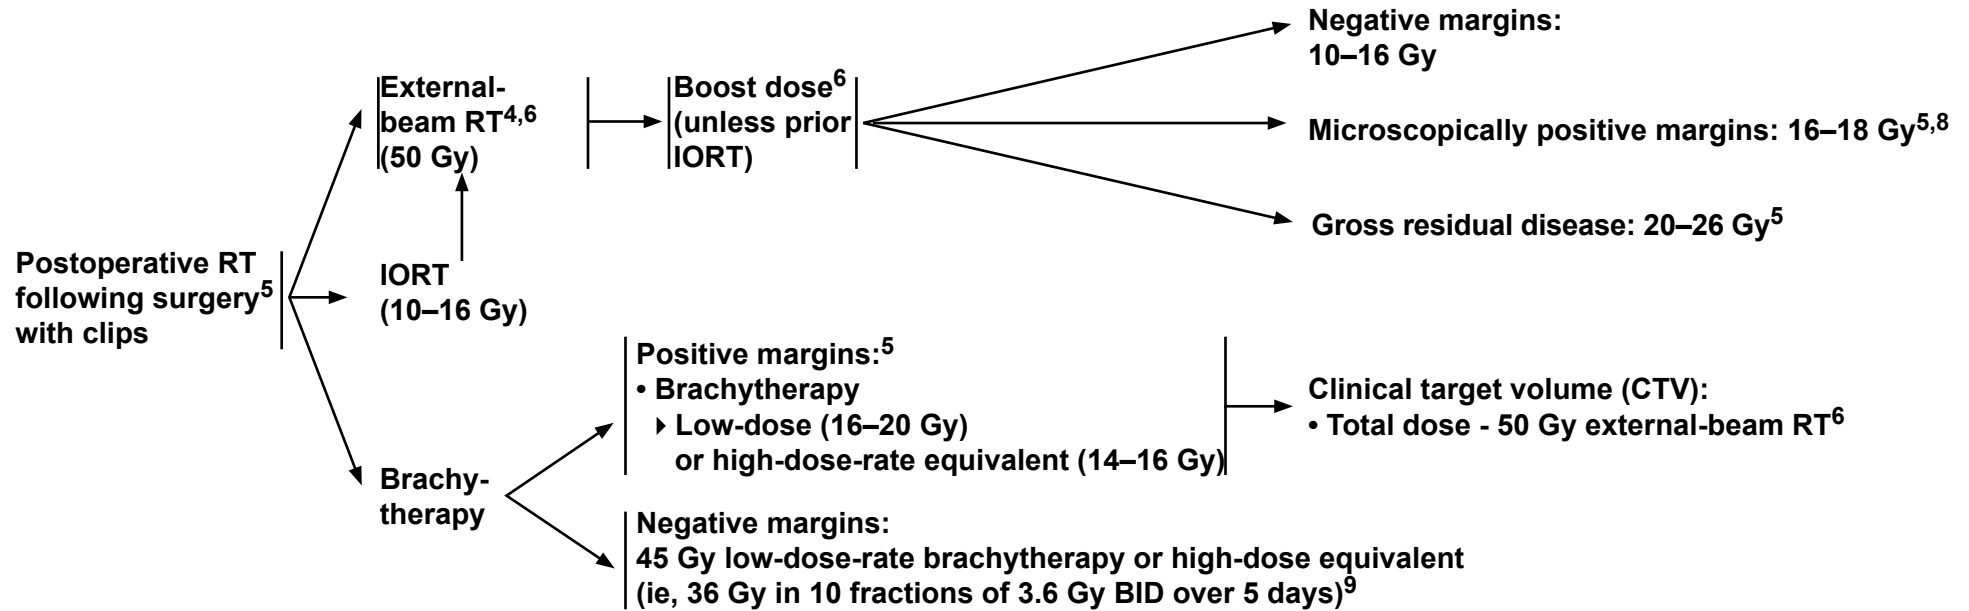 Postoperative RT
following surgery5
with clips
External-
beam RT4,6
(50 Gy)
IORT
(10–16 Gy)
Brachy-
therapy
Boost dose6
(unless prior
IORT)
Negative margins:
10–16 Gy
Microscopically positive margins: 16–18 Gy5,8
Gross residual disease: 20–26 Gy5
Positive margins:5
• Brachytherapy
Low-dose (16–20 Gy)
or high-dose-rate equivalent (14–16 Gy)
Clinical target volume (CTV):
• Total dose - 50 Gy external-beam RT6
Negative margins:
45 Gy low-dose-rate brachytherapy or high-dose equivalent
(ie, 36 Gy in 10 fractions of 3.6 Gy BID over 5 days)9